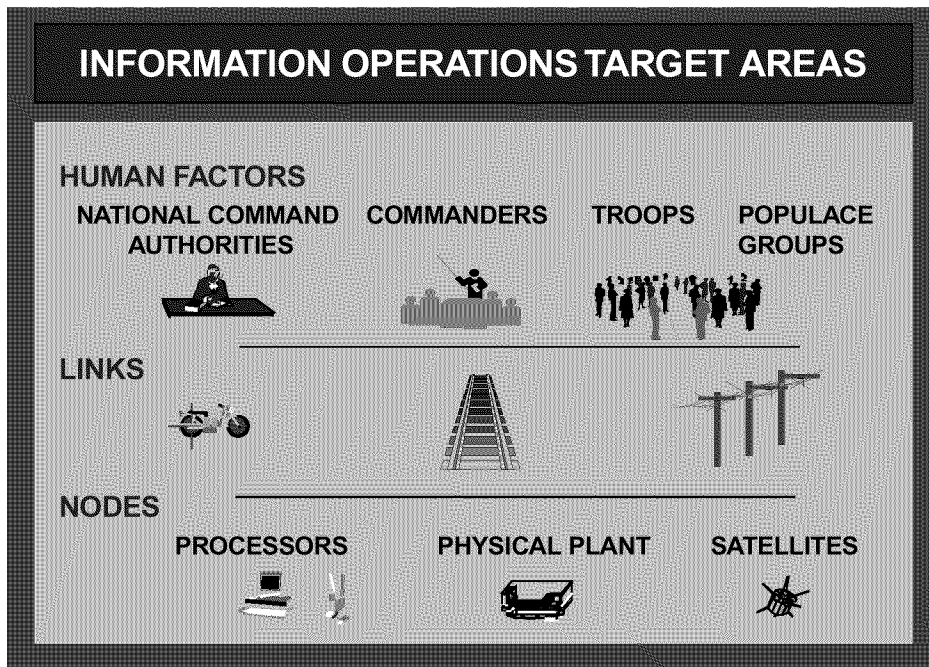 INFORMATION OPERATIONS TARGET AREAS
HUMAN FACTORS
NATIONAL COMMAND AUTHORITIES
COMMANDERS
TROOPS
POPULACE GROUPS
LINKS
NODES
PROCESSORS
PHYSICAL PLANT
SATELLITES